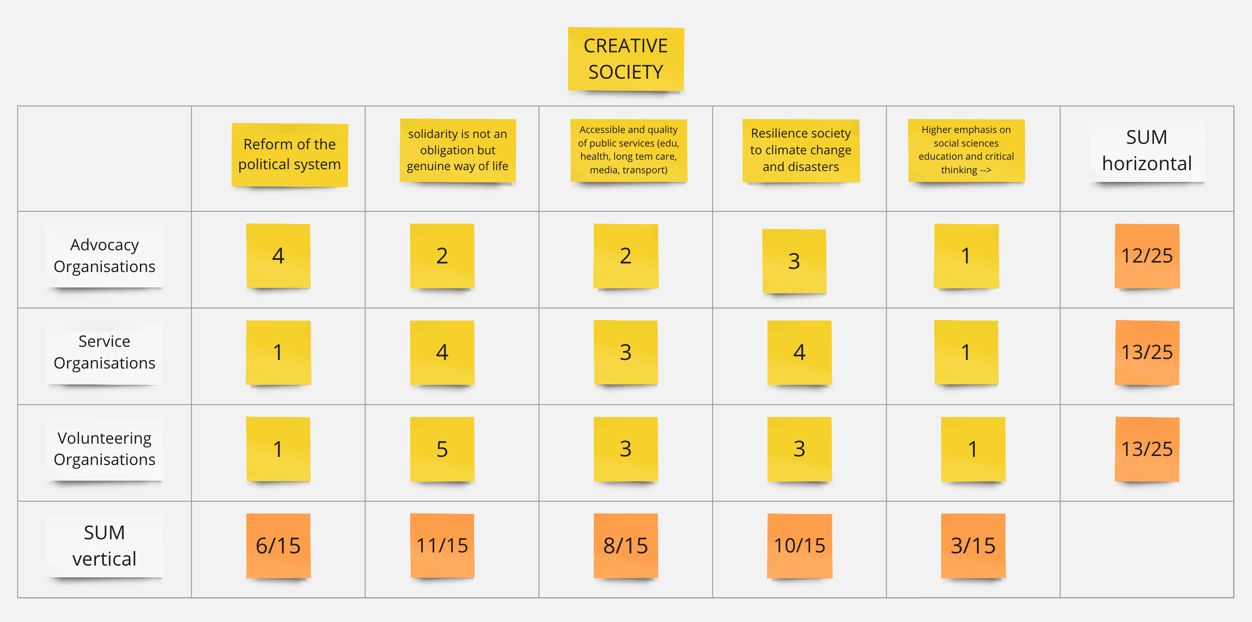 CREATIVE
SOCIETY
Reform of the
political system
solidarity is not an
obligation but
genuine way of life
Accessible and quality
of public services (edu,
health, long tem care,
media, transport)
Resilience society
to climate change
and disasters
Higher emphasis on
social sciences
education and critical
thinking -->
SUM
horizontal
Advocacy
Organisations
4
2
2
3
1
12/25
Service
Organisations
1
4
3
4
1
13/25
Volunteering
Organisations
1
5
3
3
1
13/25
SUM
vertical
6/15
11/15
8/15
10/15
3/15